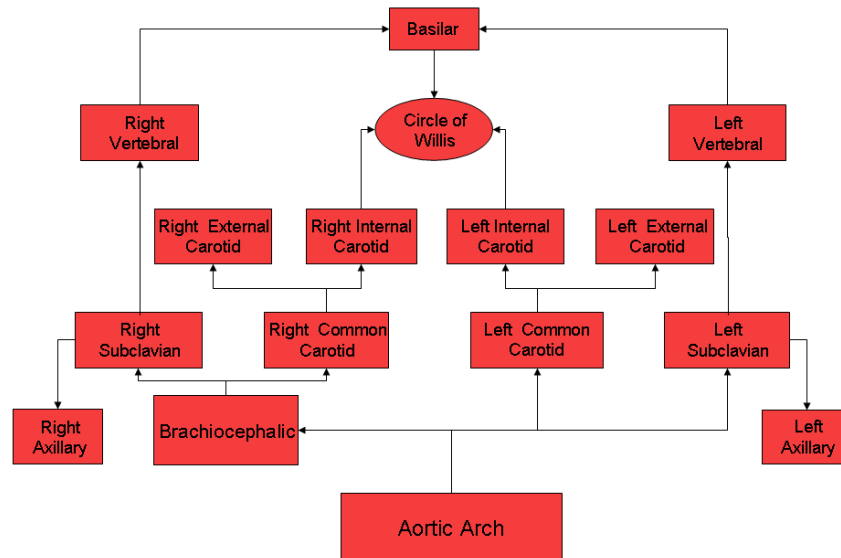 Basilar
Right
Vertebral
Circle of
Willis
Left
Vertebral
Right External
Carotid
Right Internal
Carotid
Left Internal
Carotid
Left External
Carotid
Right
Subclavian
Right Common
Carotid
Left Common
Carotid
Left
Subclavian
Right
Axillary
Brachiocephalic
Left
Axillary
Aortic Arch